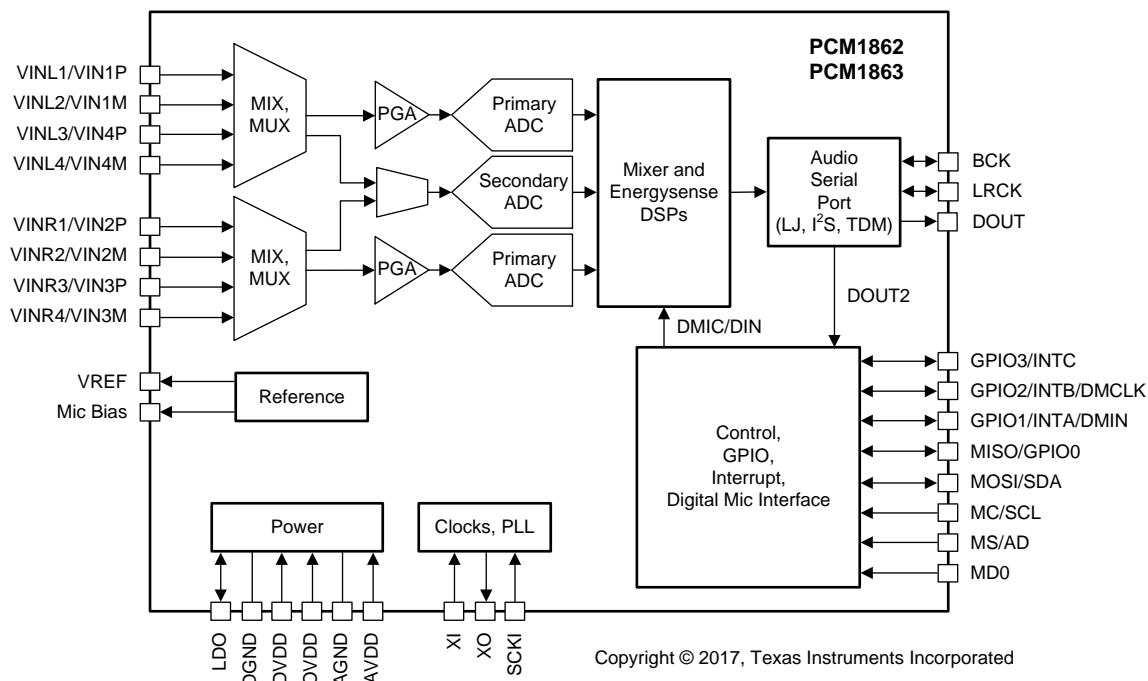 PCM1862
PCM1863
VINL1/VIN1P
VINL2/VIN1M
VINL3/VIN4P
VINL4/VIN4M
MIX,
MUX
PGA
Primary
ADC
Secondary
ADC
Mixer and
Energysense
DSPs
Audio
Serial
Port
(LJ, I²S, TDM)
BCK
LRCK
DOUT
VINR1/VIN2P
VINR2/VIN2M
VINR3/VIN3P
VINR4/VIN3M
MIX,
MUX
PGA
Primary
ADC
DMIC/DIN
DOUT2
VREF
Mic Bias
Reference
Control,
GPIO,
Interrupt,
Digital Mic Interface
GPIO3/INTC
GPIO2/INTB/DMCLK
GPIO1/INTA/DMIN
MISO/GPIO0
MOSI/SDA
MC/SCL
MS/AD
MD0
Power
Clocks, PLL
LDO
DGND
DVDD
OVDD
AGND
AVDD
XI
XO
SCKI
Copyright © 2017, Texas Instruments Incorporated